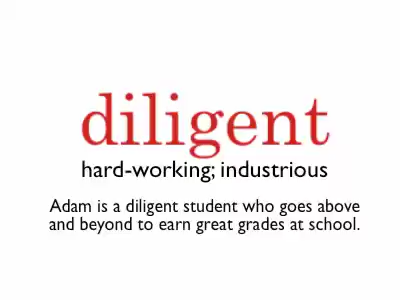 diligent
hard-working; industrious
Adam is a diligent student who goes above
and beyond to earn great grades at school.